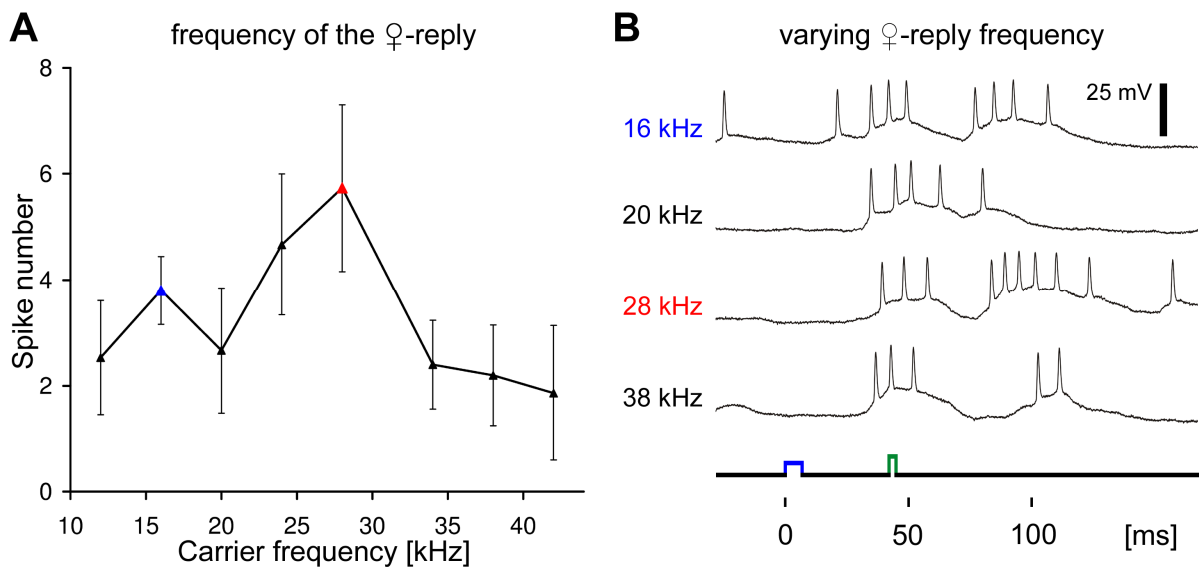 A
frequency of the ♀-reply
8
6
4
2
0
Spike number
10
15
20
25
30
35
40
Carrier frequency [kHz]
B
varying ♀-reply frequency
25 mV
16 kHz
20 kHz
28 kHz
38 kHz
0
50
100
[ms]